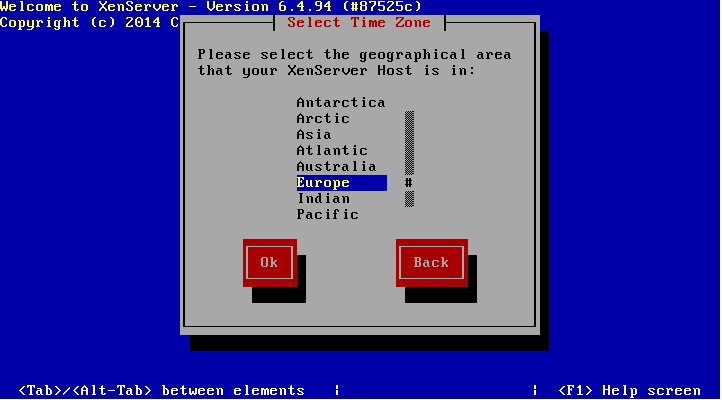 Welcome to XenServer - Version 6.4.94 (#87525c)
Copyright (c) 2014 C
Select Time Zone
Please select the geographical area
that your XenServer Host is in:
Antarctica
Arctic
Asia
Atlantic
Australia
Europe #
Indian
Pacific
Ok Back
<Tab>/<Alt-Tab> between elements | | <F1> Help screen